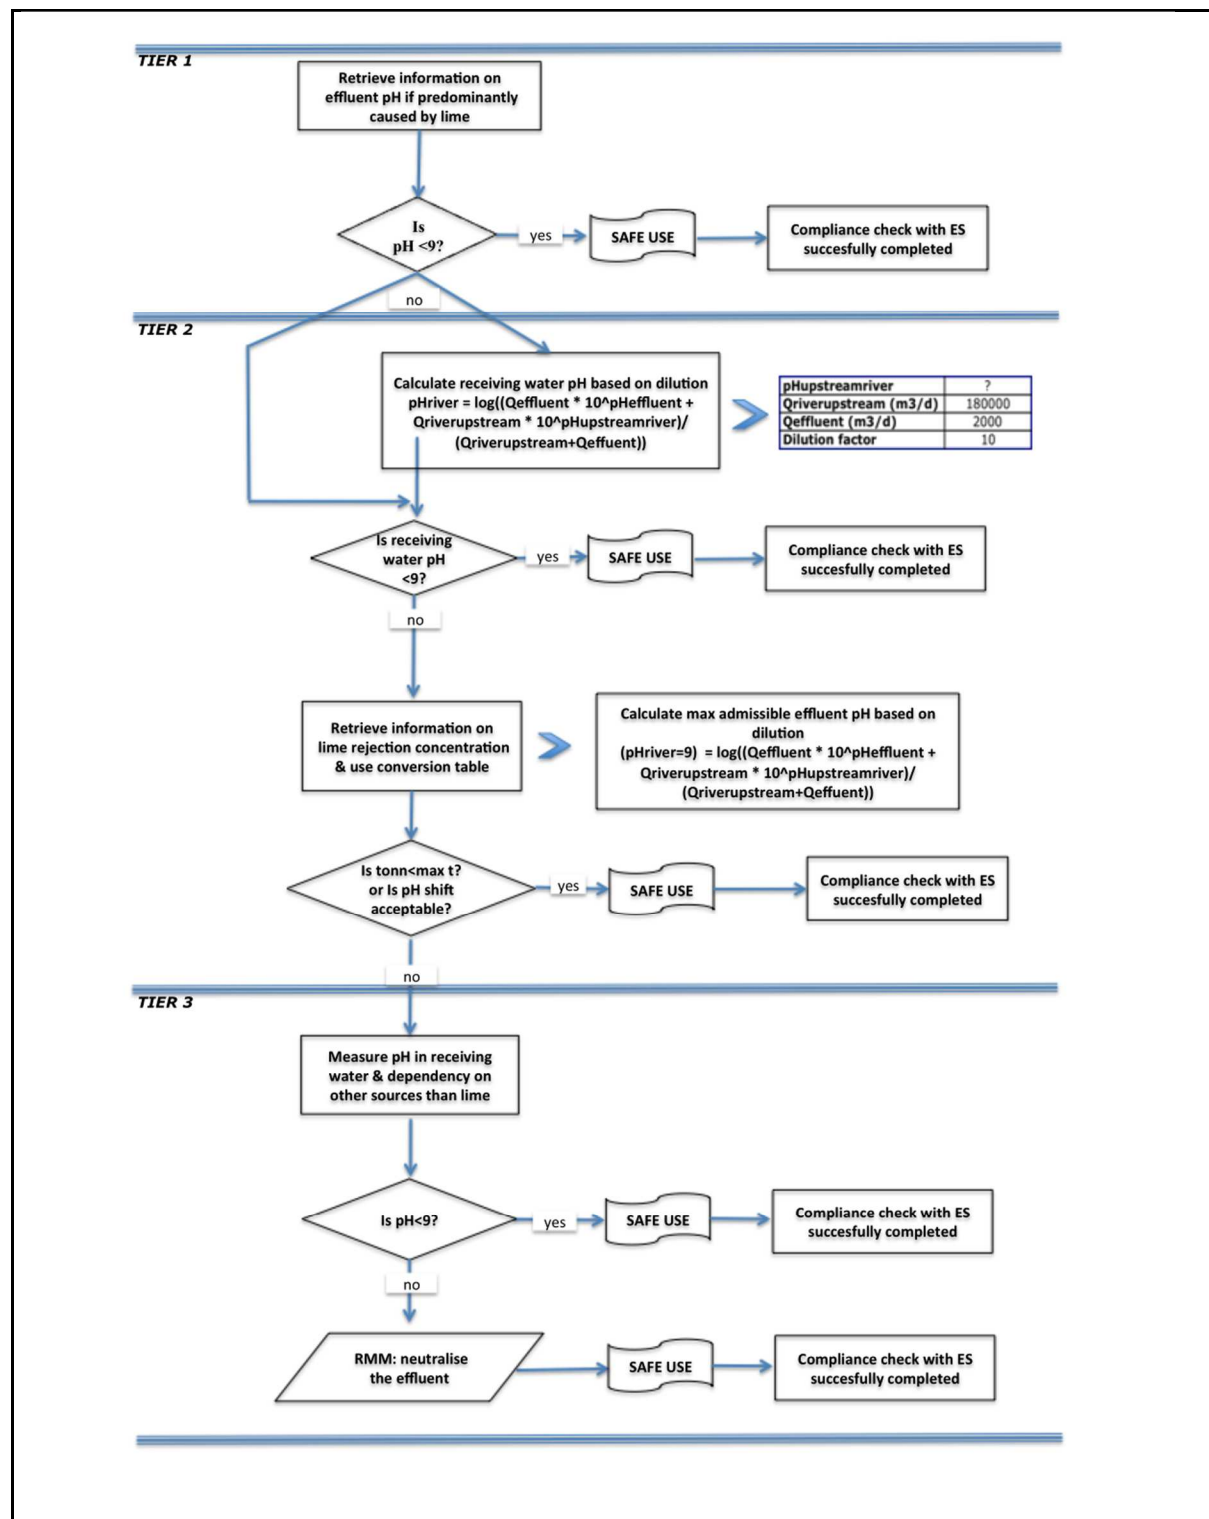 TIER 1
Retrieve information on
effluent pH if predominantly
caused by lime
Is
pH <9?
yes
SAFE USE
Compliance check with ES
succesfully completed
no
TIER 2
Calculate receiving water pH based on dilution
pHriver = log((Qeffluent * 10^pHeffluent +
Qriverupstream * 10^pHupstreamriver)/
(Qriverupstream+Qeffuent))
pHupstreamriver ?
Qriverupstream (m3/d) 180000
Qeffluent (m3/d) 2000
Dilution factor 10
Is receiving
water pH
<9?
yes
SAFE USE
Compliance check with ES
succesfully completed
no
Retrieve information on
lime rejection concentration
& use conversion table
Calculate max admissible effluent pH based on
dilution
(pHriver=9) = log((Qeffluent * 10^pHeffluent +
Qriverupstream * 10^pHupstreamriver)/
(Qriverupstream+Qeffuent))
Is tonn<max t?
or Is pH shift
acceptable?
yes
SAFE USE
Compliance check with ES
succesfully completed
no
TIER 3
Measure pH in receiving
water & dependency on
other sources than lime
Is pH<9?
yes
SAFE USE
Compliance check with ES
succesfully completed
no
RMM: neutralise
the effluent
SAFE USE
Compliance check with ES
succesfully completed